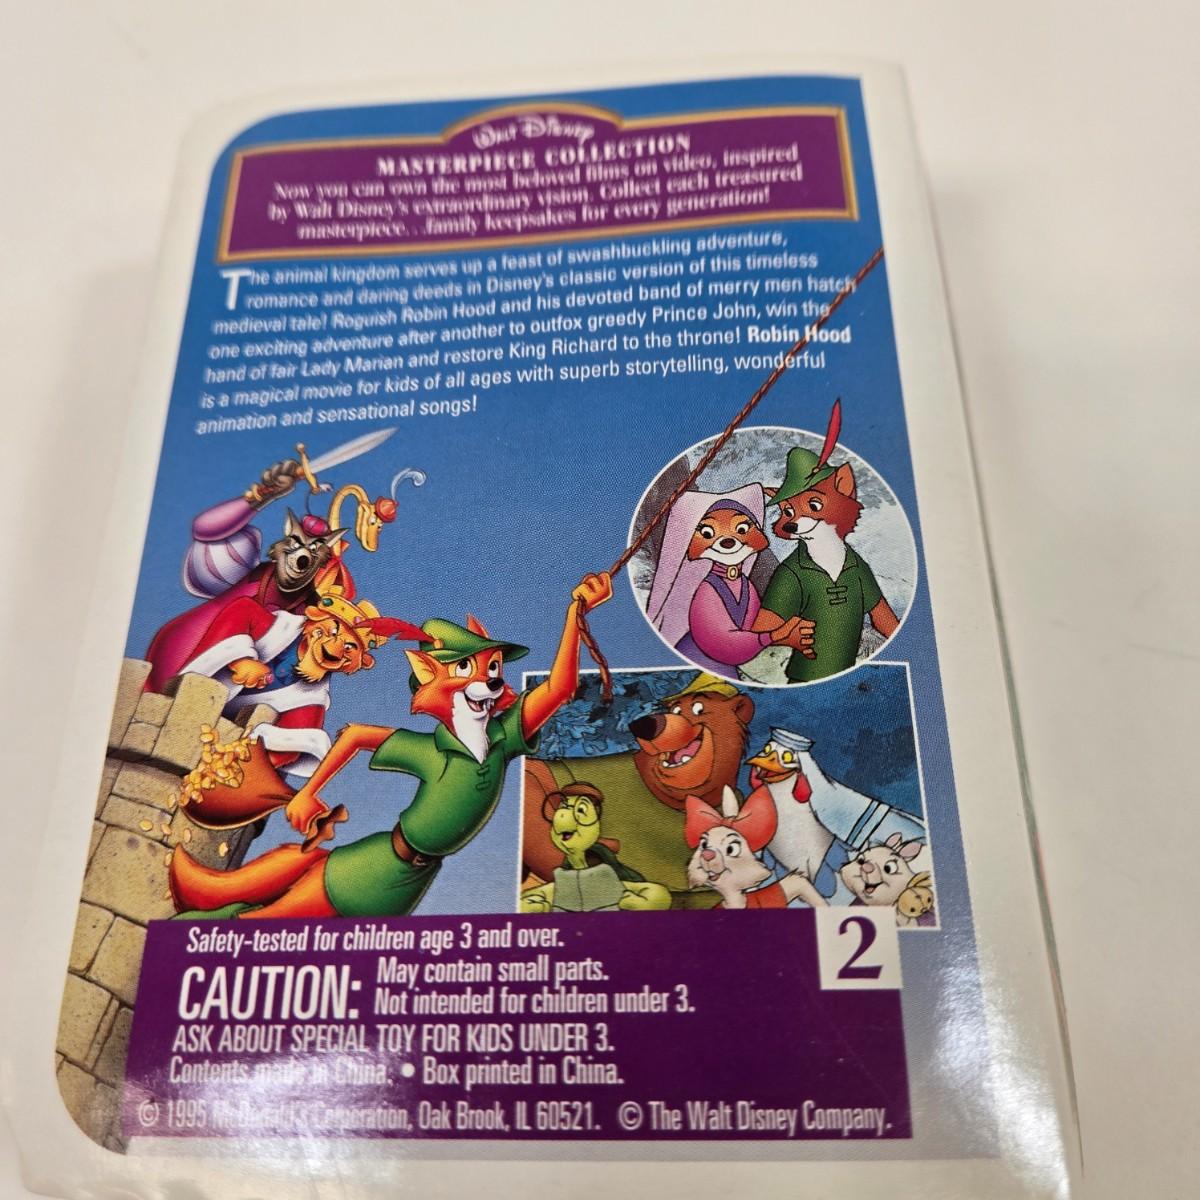 Walt Disney
MASTERPIECE COLLECTION
Now you can own the most beloved films on video, inspired
by Walt Disney's extraordinary vision. Collect each treasured
masterpiece...family keepsakes for every generation!
The animal kingdom serves up a feast of swashbuckling adventure,
romance and daring deeds in Disney's classic version of this timeless
medieval tale! Roguish Robin Hood and his devoted band of merry men hatch
one exciting adventure after another to outfox greedy Prince John, win the
hand of fair Lady Marian and restore King Richard to the throne! Robin Hood
is a magical movie for kids of all ages with superb storytelling, wonderful
animation and sensational songs!
2
Safety-tested for children age 3 and over.
CAUTION: May contain small parts.
Not intended for children under 3.
ASK ABOUT SPECIAL TOY FOR KIDS UNDER 3.
Contents made in China. • Box printed in China.
© 1995 McDonald's Corporation, Oak Brook, IL 60521. © The Walt Disney Company.